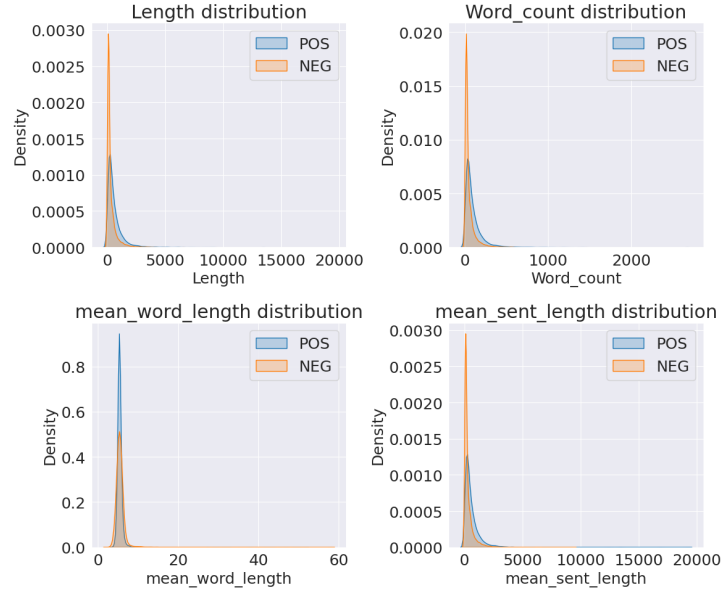 Length distribution
0.0030
0.0025
0.0020
0.0015
0.0010
0.0005
0.0000
Density
POS
NEG
0 5000 10000 15000 20000
Length
Word_count distribution
0.020
0.015
0.010
0.005
0.000
Density
POS
NEG
0 1000 2000
Word_count
mean_word_length distribution
0.8
0.6
0.4
0.2
0.0
Density
POS
NEG
0 20 40 60
mean_word_length
mean_sent_length distribution
0.0030
0.0025
0.0020
0.0015
0.0010
0.0005
0.0000
Density
POS
NEG
0 5000 10000 15000 20000
mean_sent_length